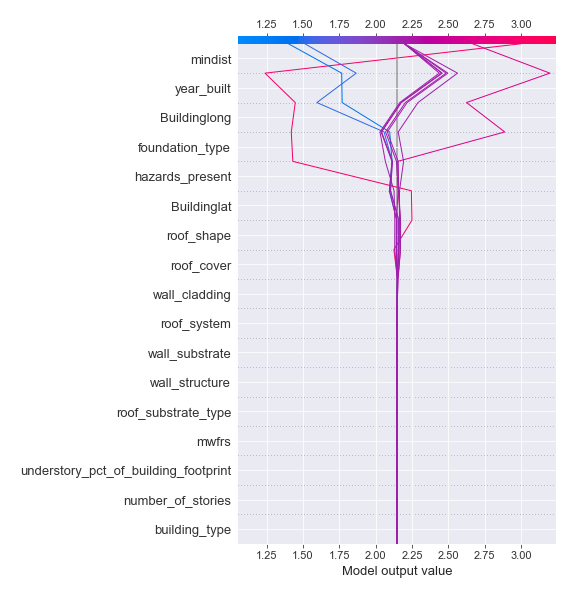 1.25 1.50 1.75 2.00 2.25 2.50 2.75 3.00
mindist
year_built
Buildinglong
foundation_type
hazards_present
Buildinglat
roof_shape
roof_cover
wall_cladding
roof_system
wall_substrate
wall_structure
roof_substrate_type
mwfrs
understory_pct_of_building_footprint
number_of_stories
building_type
1.25 1.50 1.75 2.00 2.25 2.50 2.75 3.00
Model output value